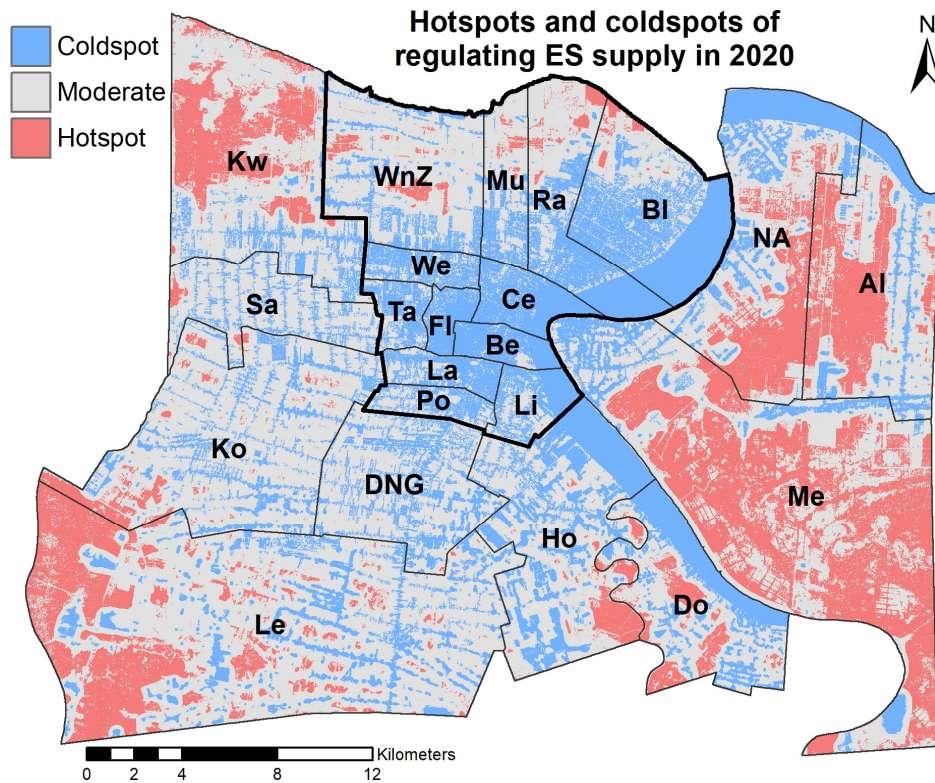 Hotspots and coldspots of
regulating ES supply in 2020
N
Coldspot
Moderate
Hotspot
Kw
WnZ
Mu
Ra
Bl
NA
Al
We
Sa
Ta
Fl
Ce
Be
La
Po
Li
Ko
DNG
Ho
Me
Le
Do
Kilometers
0 2 4 8 12